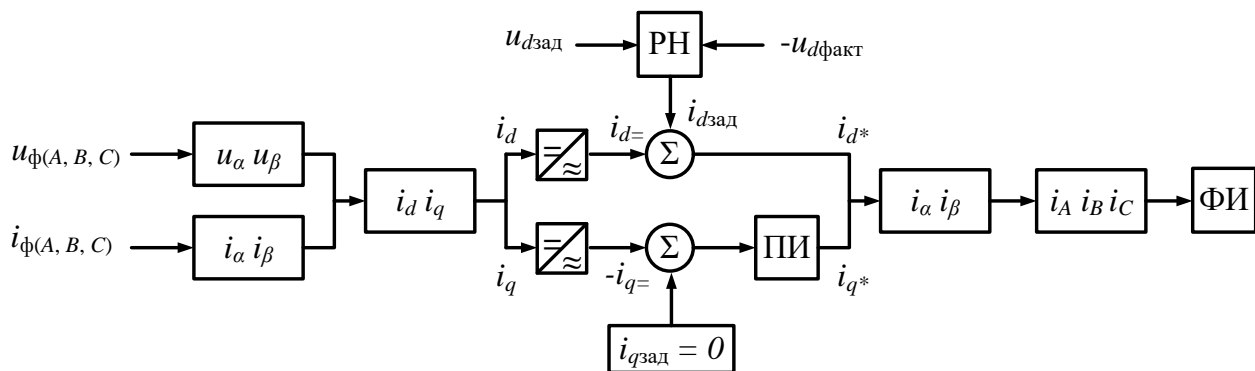 u_dзад
РН
-u_dфакт
i_dзад
u_ф(A, B, C)
u_α u_β
i_d
=
≈
i_d=
Σ
i_d*
i_d i_q
i_α i_β
i_A i_B i_C
ФИ
i_ф(A, B, C)
i_α i_β
i_q
=
≈
-i_q=
Σ
ПИ
i_q*
i_qзад = 0